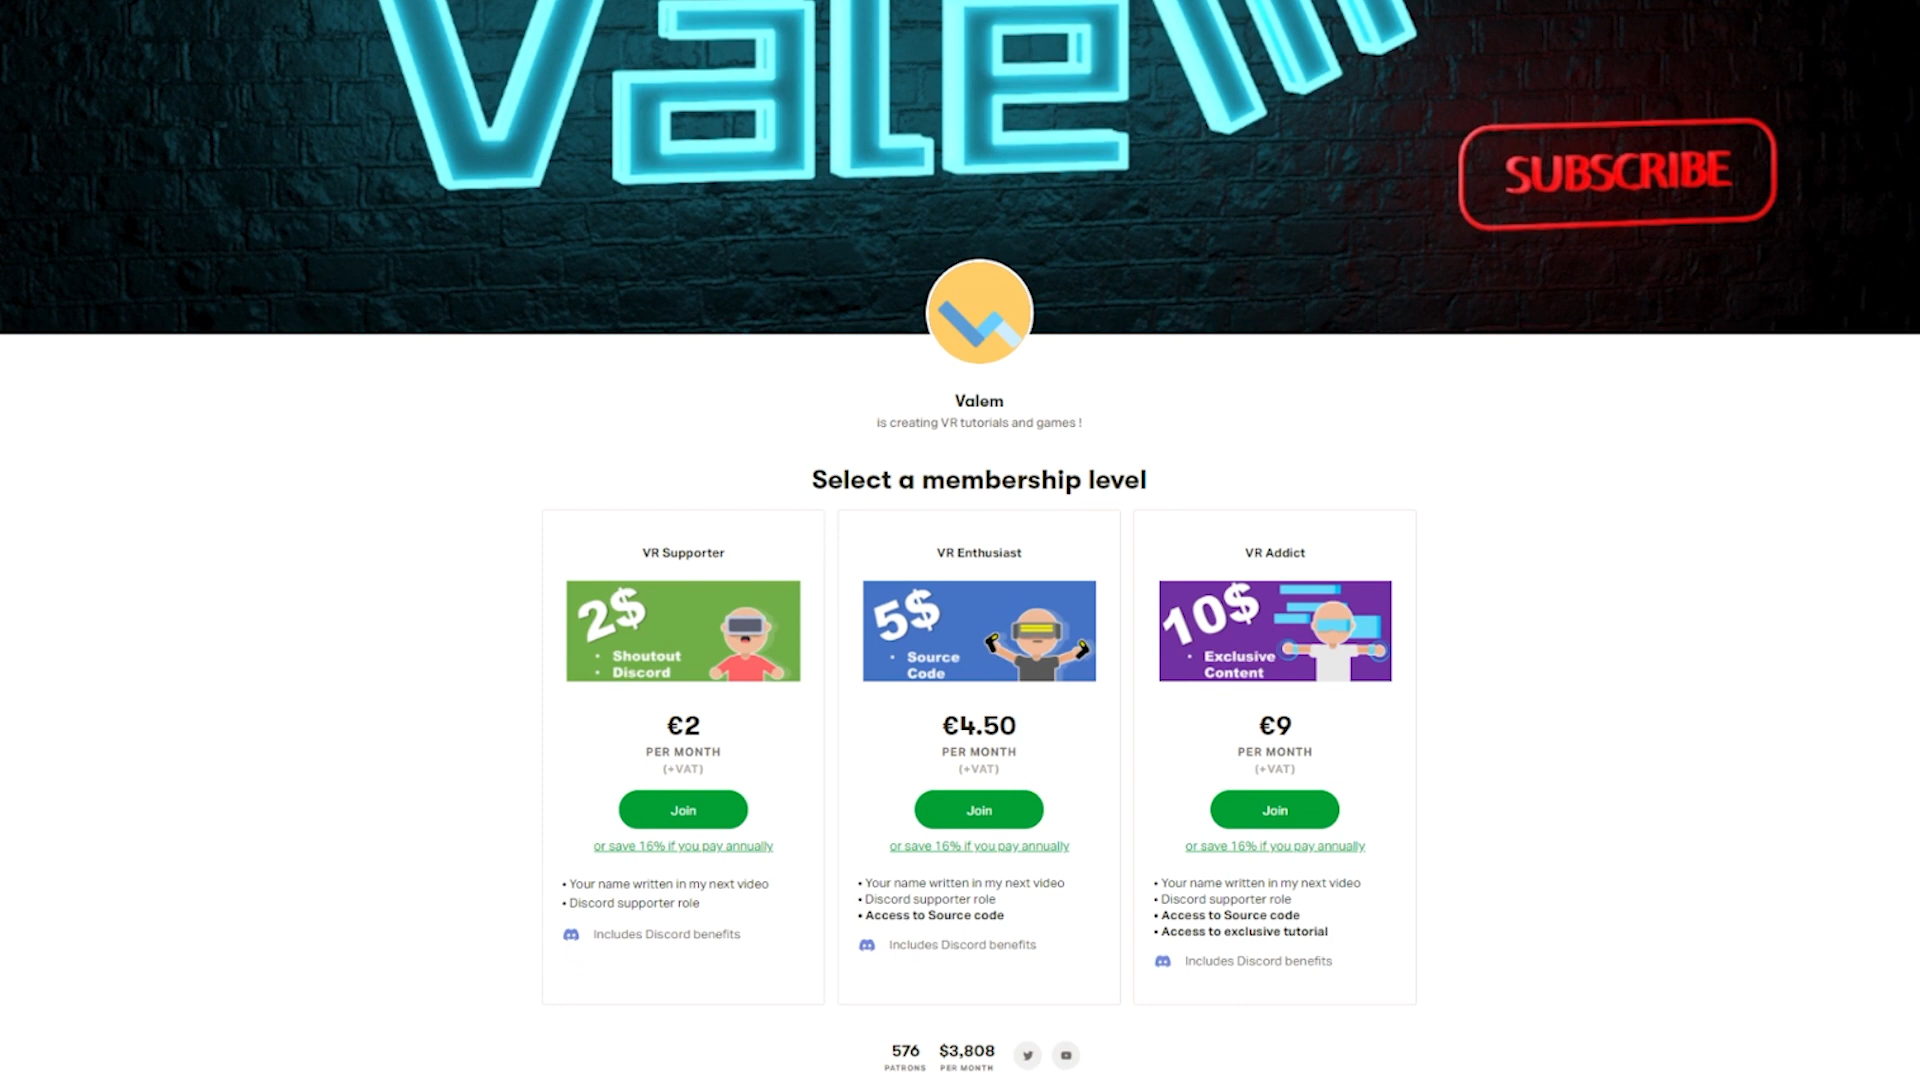 Valem
SUBSCRIBE
Valem
is creating VR tutorials and games !
Select a membership level
VR Supporter
2$
• Shoutout
• Discord
€2
PER MONTH
(+VAT)
Join
or save 16% if you pay annually
• Your name written in my next video
• Discord supporter role
Includes Discord benefits
VR Enthusiast
5$
• Source
Code
€4.50
PER MONTH
(+VAT)
Join
or save 16% if you pay annually
• Your name written in my next video
• Discord supporter role
• Access to Source code
Includes Discord benefits
VR Addict
10$
• Exclusive
Content
€9
PER MONTH
(+VAT)
Join
or save 16% if you pay annually
• Your name written in my next video
• Discord supporter role
• Access to Source code
• Access to exclusive tutorial
Includes Discord benefits
576 $3,808
PATRONS PER MONTH